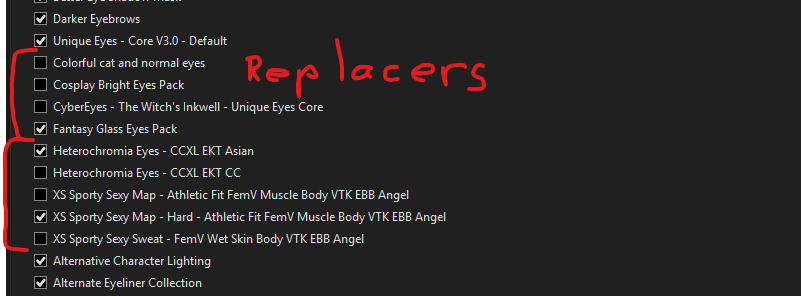 Darker Eyebrows
Unique Eyes - Core V3.0 - Default
Colorful cat and normal eyes
Replacers
Cosplay Bright Eyes Pack
CyberEyes - The Witch's Inkwell - Unique Eyes Core
Fantasy Glass Eyes Pack
Heterochromia Eyes - CCXL EKT Asian
Heterochromia Eyes - CCXL EKT CC
XS Sporty Sexy Map - Athletic Fit FemV Muscle Body VTK EBB Angel
XS Sporty Sexy Map - Hard - Athletic Fit FemV Muscle Body VTK EBB Angel
XS Sporty Sexy Sweat - FemV Wet Skin Body VTK EBB Angel
Alternative Character Lighting
Alternate Eyeliner Collection